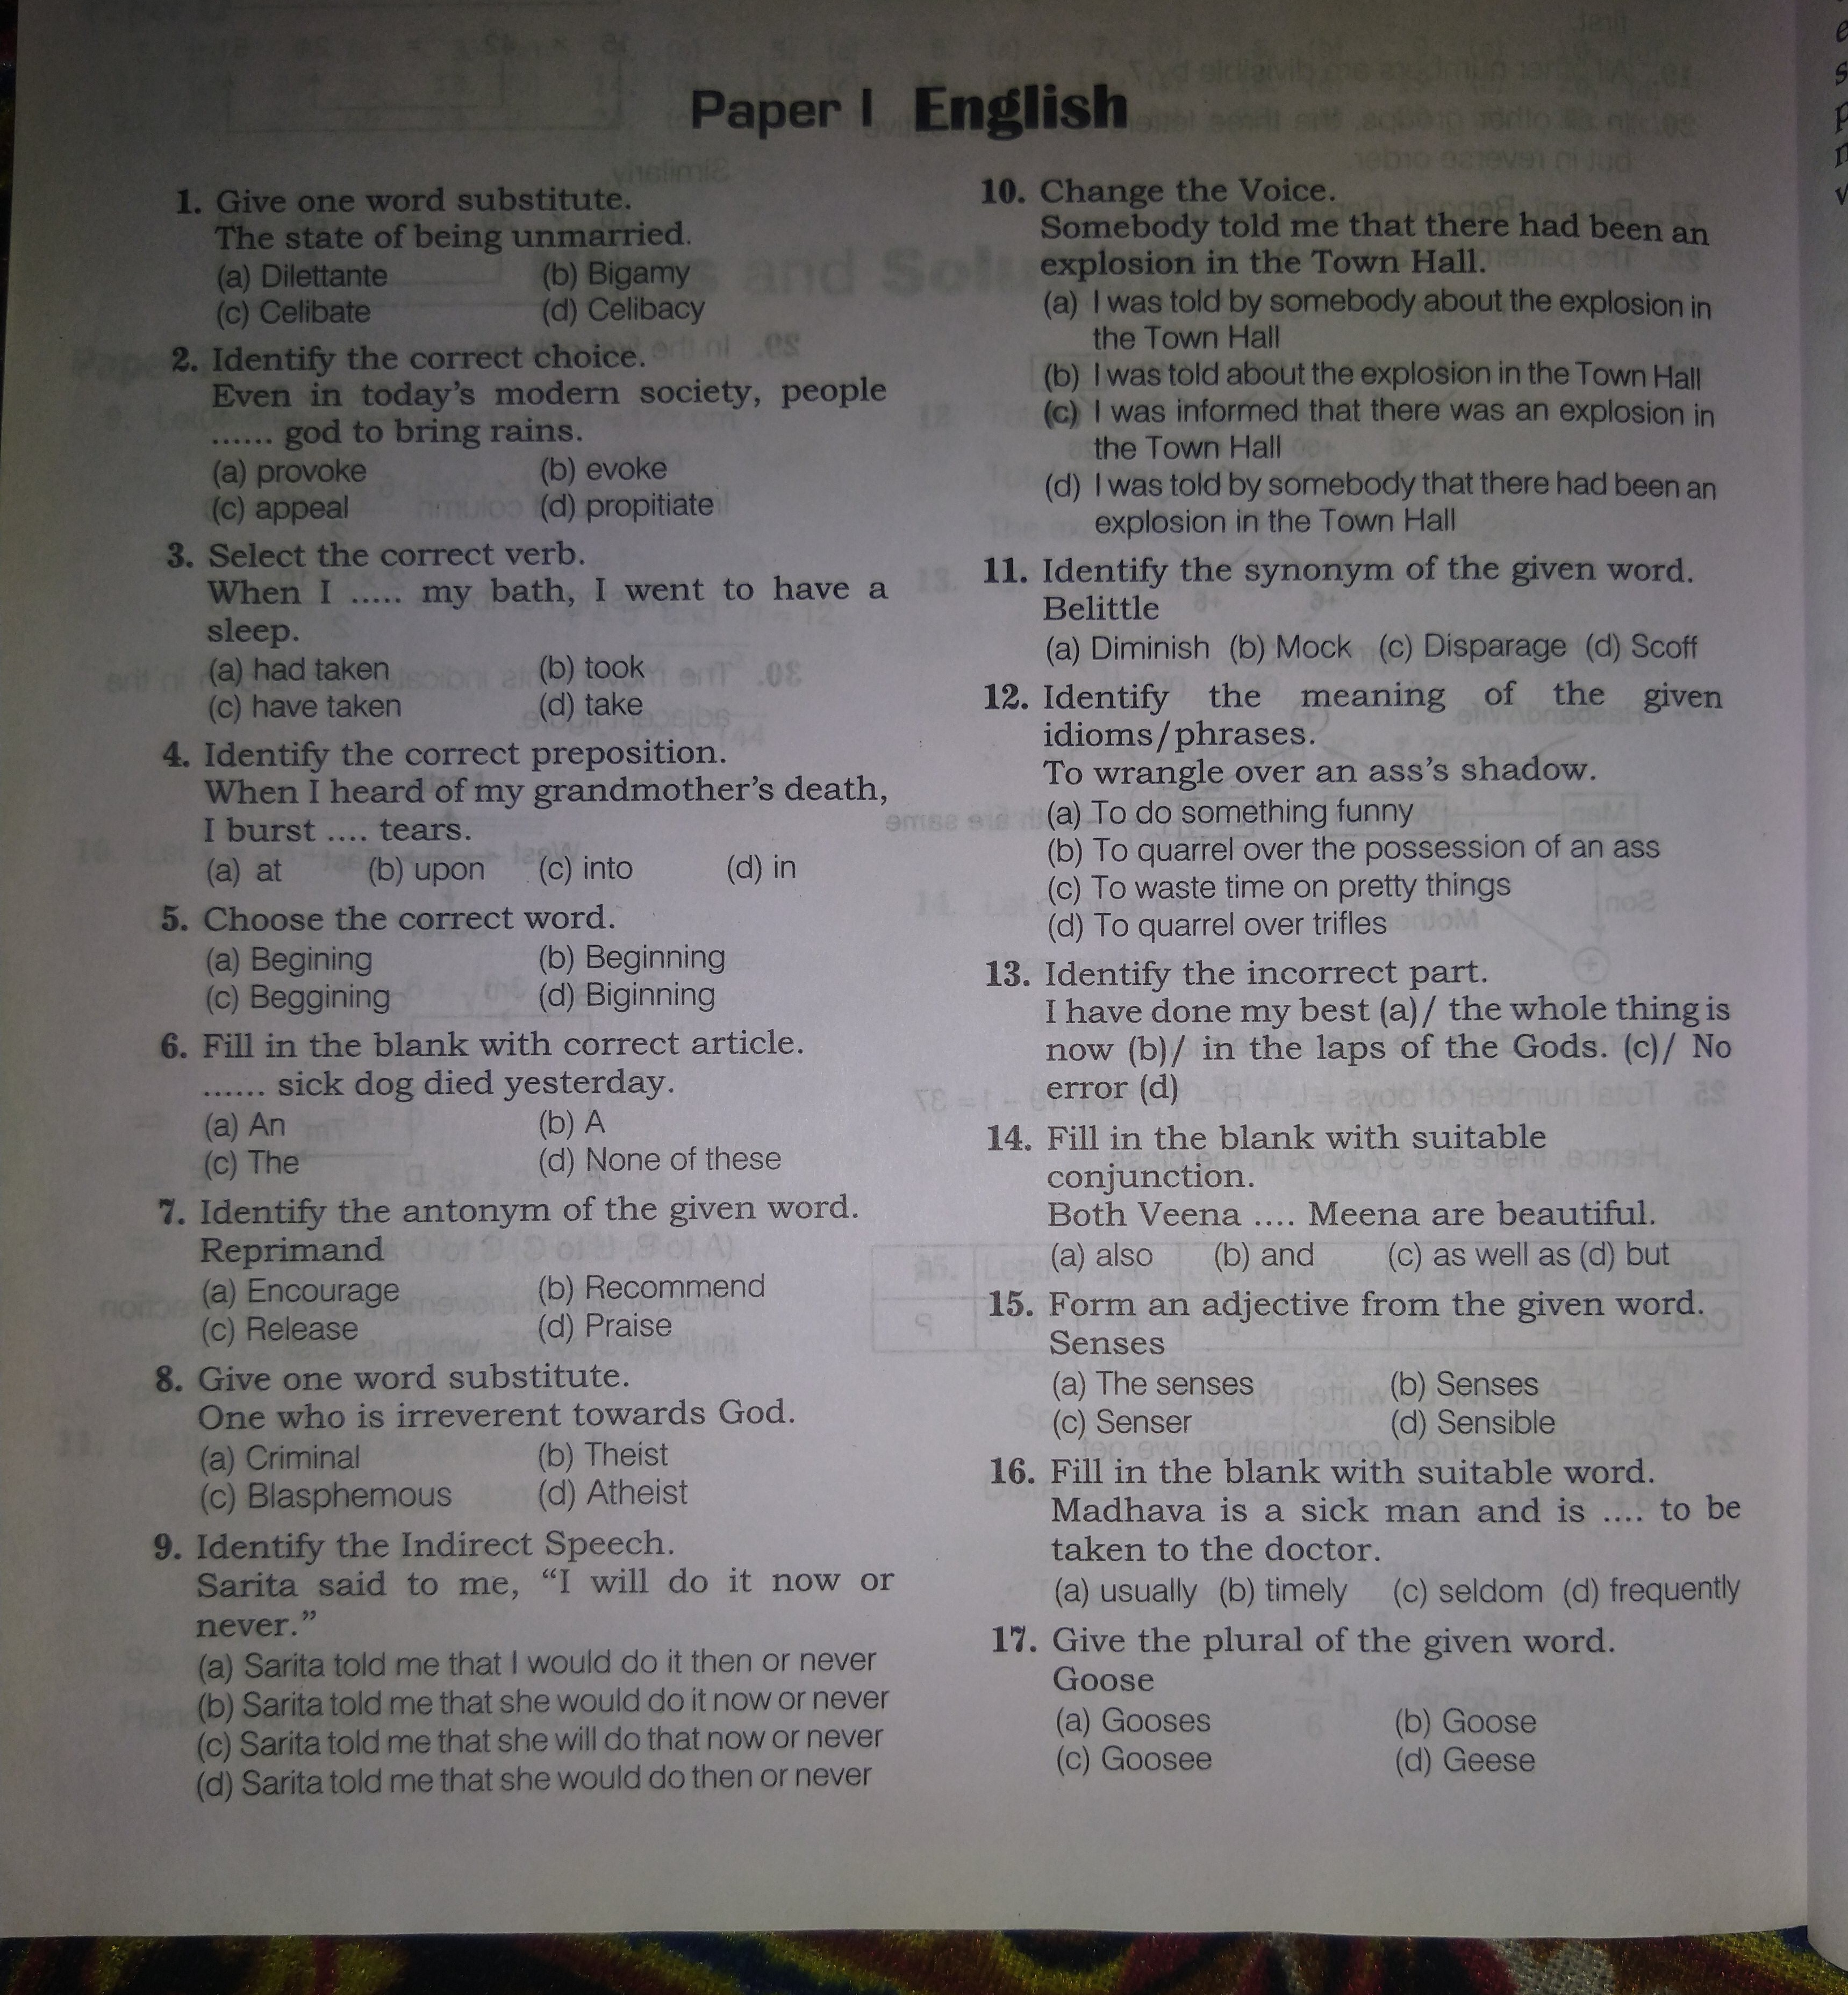 Paper I English
1. Give one word substitute.
The state of being unmarried.
(a) Dilettante (b) Bigamy
(c) Celibate (d) Celibacy
2. Identify the correct choice.
Even in today's modern society, people
...... god to bring rains.
(a) provoke (b) evoke
(c) appeal (d) propitiate
3. Select the correct verb.
When I ..... my bath, I went to have a
sleep.
(a) had taken (b) took
(c) have taken (d) take
4. Identify the correct preposition.
When I heard of my grandmother's death,
I burst .... tears.
(a) at (b) upon (c) into (d) in
5. Choose the correct word.
(a) Begining (b) Beginning
(c) Beggining (d) Biginning
6. Fill in the blank with correct article.
...... sick dog died yesterday.
(a) An (b) A
(c) The (d) None of these
7. Identify the antonym of the given word.
Reprimand
(a) Encourage (b) Recommend
(c) Release (d) Praise
8. Give one word substitute.
One who is irreverent towards God.
(a) Criminal (b) Theist
(c) Blasphemous (d) Atheist
9. Identify the Indirect Speech.
Sarita said to me, “I will do it now or
never.”
(a) Sarita told me that I would do it then or never
(b) Sarita told me that she would do it now or never
(c) Sarita told me that she will do that now or never
(d) Sarita told me that she would do then or never
10. Change the Voice.
Somebody told me that there had been an
explosion in the Town Hall.
(a) I was told by somebody about the explosion in
the Town Hall
(b) I was told about the explosion in the Town Hall
(c) I was informed that there was an explosion in
the Town Hall
(d) I was told by somebody that there had been an
explosion in the Town Hall
11. Identify the synonym of the given word.
Belittle
(a) Diminish (b) Mock (c) Disparage (d) Scoff
12. Identify the meaning of the given
idioms/phrases.
To wrangle over an ass's shadow.
(a) To do something funny
(b) To quarrel over the possession of an ass
(c) To waste time on pretty things
(d) To quarrel over trifles
13. Identify the incorrect part.
I have done my best (a)/ the whole thing is
now (b)/ in the laps of the Gods. (c)/ No
error (d)
14. Fill in the blank with suitable
conjunction.
Both Veena .... Meena are beautiful.
(a) also (b) and (c) as well as (d) but
15. Form an adjective from the given word.
Senses
(a) The senses (b) Senses
(c) Senser (d) Sensible
16. Fill in the blank with suitable word.
Madhava is a sick man and is .... to be
taken to the doctor.
(a) usually (b) timely (c) seldom (d) frequently
17. Give the plural of the given word.
Goose
(a) Gooses (b) Goose
(c) Goosee (d) Geese